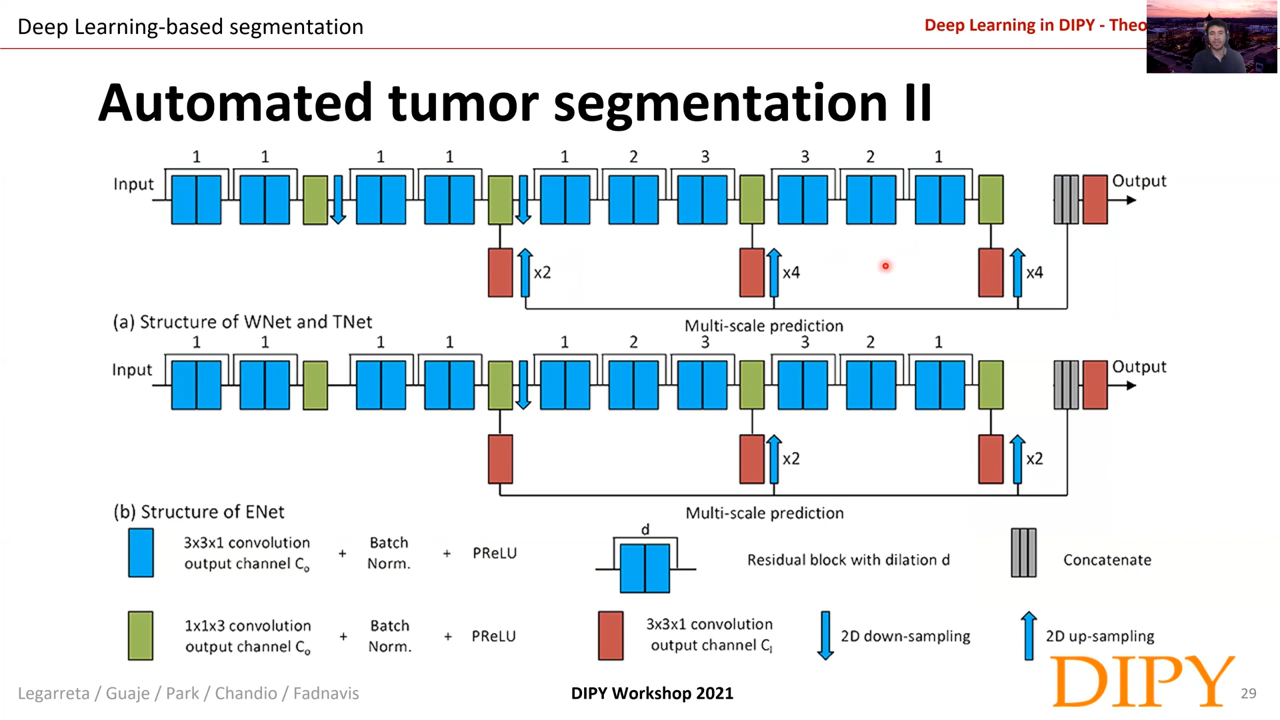 Deep Learning-based segmentation
Deep Learning in DIPY - Theo
Automated tumor segmentation II
1 1 1 1 1 2 3 3 2 1
Input
Output
x2
x4
x4
(a) Structure of WNet and TNet
Multi-scale prediction
1 1 1 1 1 2 3 3 2 1
Input
Output
x2
x2
(b) Structure of ENet
Multi-scale prediction
3x3x1 convolution
output channel Co
+
Batch
Norm.
+
PReLU
d
Residual block with dilation d
Concatenate
1x1x3 convolution
output channel Co
+
Batch
Norm.
+
PReLU
3x3x1 convolution
output channel Cl
2D down-sampling
2D up-sampling
DIPY
Legarreta / Guaje / Park / Chandio / Fadnavis
DIPY Workshop 2021
29